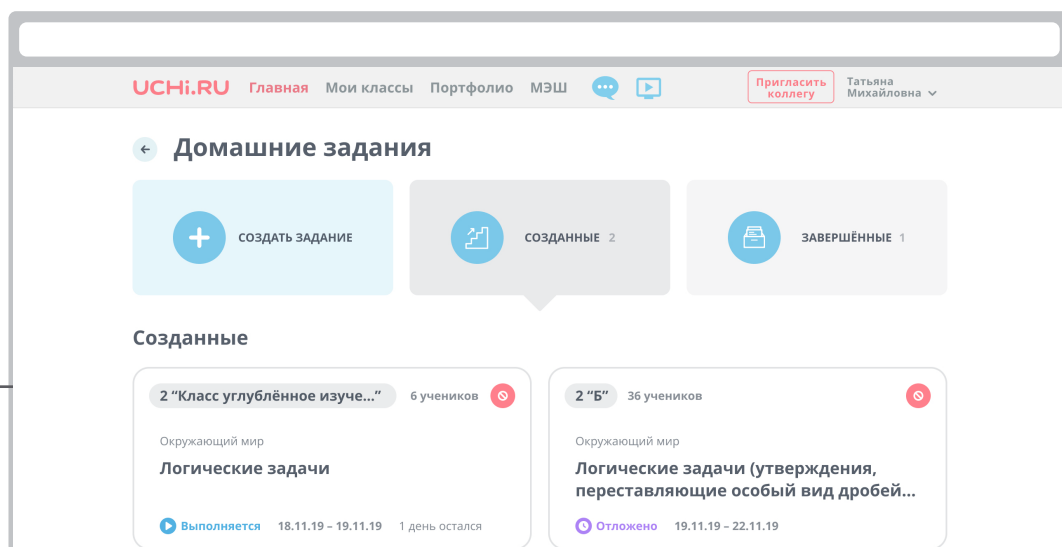 UCHi.RU Главная Мои классы Портфолио МЭШ
Пригласить
коллегу
Татьяна
Михайловна
Домашние задания
СОЗДАТЬ ЗАДАНИЕ
СОЗДАННЫЕ 2
ЗАВЕРШЁННЫЕ 1
Созданные
2 “Класс углублённое изуче...” 6 учеников
Окружающий мир
Логические задачи
Выполняется 18.11.19 – 19.11.19 1 день остался
2 “Б” 36 учеников
Окружающий мир
Логические задачи (утверждения,
переставляющие особый вид дробей...
Отложено 19.11.19 – 22.11.19